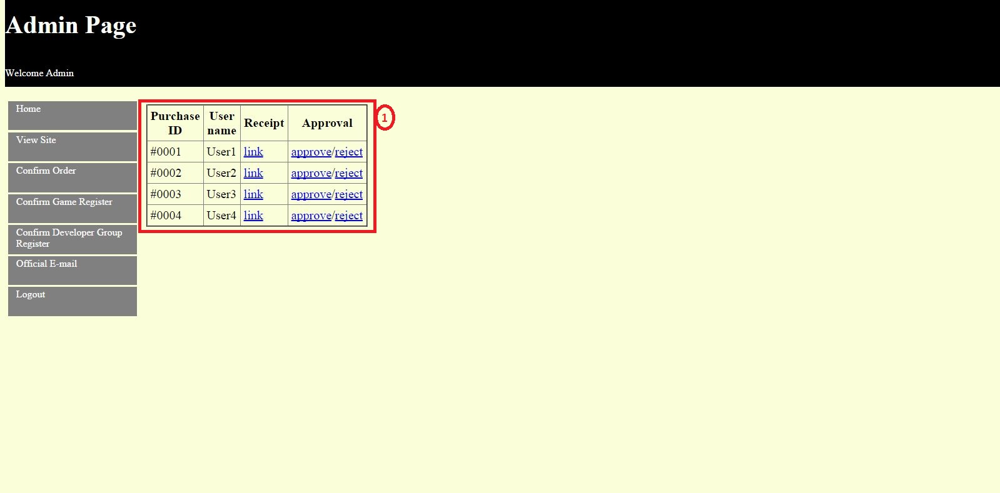 Admin Page
Welcome Admin
Home
View Site
Confirm Order
Confirm Game Register
Confirm Developer Group
Register
Official E-mail
Logout
Purchase ID User name Receipt Approval
#0001 User1 link approve/reject
#0002 User2 link approve/reject
#0003 User3 link approve/reject
#0004 User4 link approve/reject
1